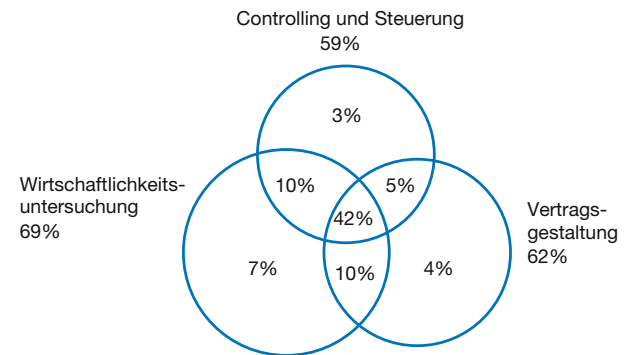 Controlling und Steuerung
59%
3%
10%
5%
Wirtschaftlichkeits-
untersuchung
69%
42%
Vertrags-
gestaltung
62%
7%
10%
4%